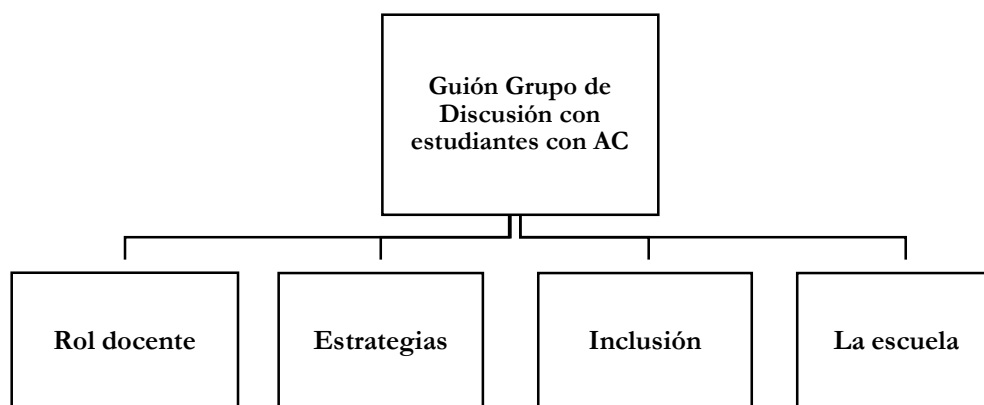 Guión Grupo de
Discusión con
estudiantes con AC
Rol docente
Estrategias
Inclusión
La escuela